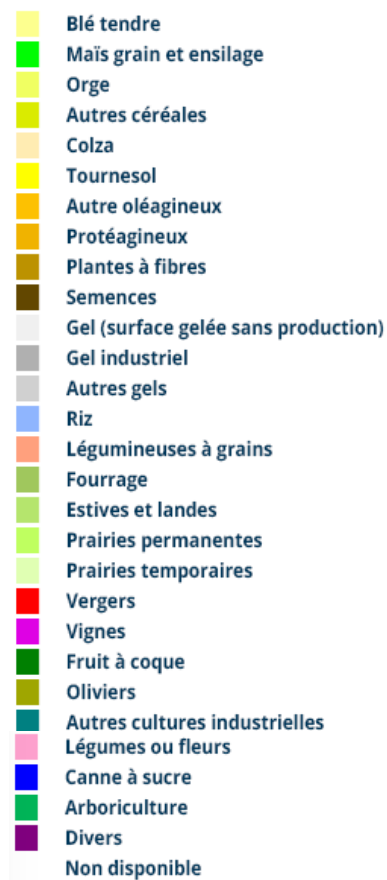 Blé tendre
Maïs grain et ensilage
Orge
Autres céréales
Colza
Tournesol
Autre oléagineux
Protéagineux
Plantes à fibres
Semences
Gel (surface gelée sans production)
Gel industriel
Autres gels
Riz
Légumineuses à grains
Fourrage
Estives et landes
Prairies permanentes
Prairies temporaires
Vergers
Vignes
Fruit à coque
Oliviers
Autres cultures industrielles
Légumes ou fleurs
Canne à sucre
Arboriculture
Divers
Non disponible